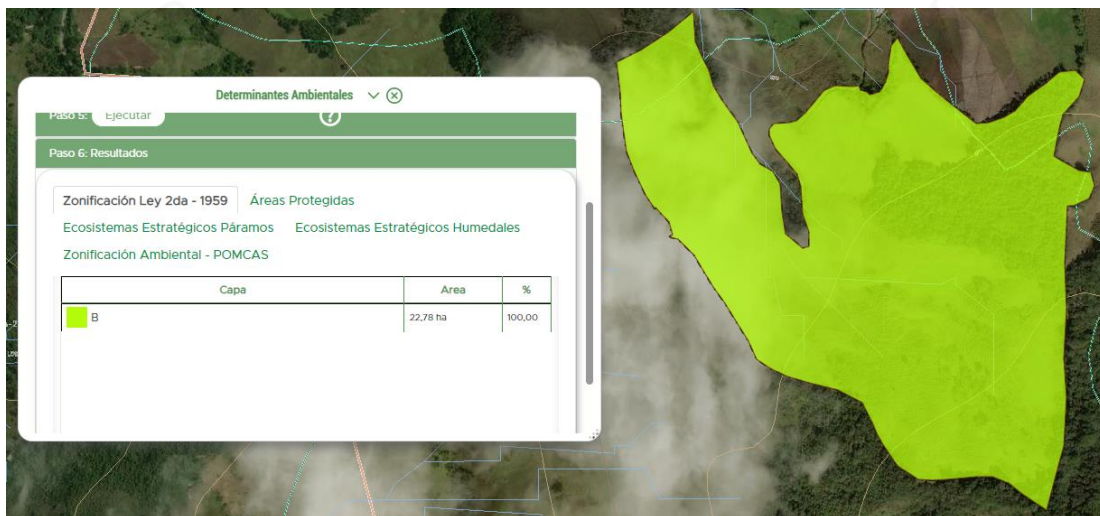 Determinantes Ambientales
Paso 5: Ejecutar
Paso 6: Resultados
Zonificación Ley 2da - 1959 Áreas Protegidas
Ecosistemas Estratégicos Páramos Ecosistemas Estratégicos Humedales
Zonificación Ambiental - POMCAS
Capa Area %
B 22,78 ha 100,00